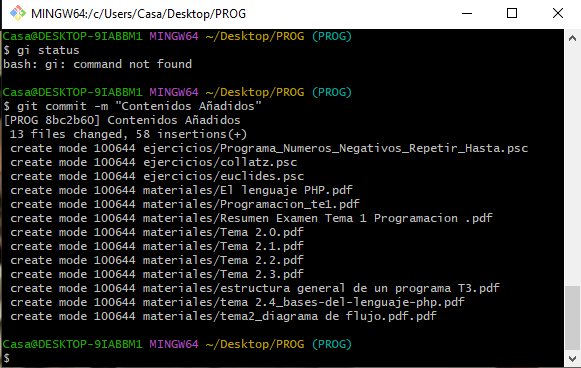 MINGW64:/c/Users/Casa/Desktop/PROG
Casa@DESKTOP-9IABBM1 MINGW64 ~/Desktop/PROG (PROG)
$ gi status
bash: gi: command not found
Casa@DESKTOP-9IABBM1 MINGW64 ~/Desktop/PROG (PROG)
$ git commit -m "Contenidos Añadidos"
[PROG 8bc2b60] Contenidos Añadidos
13 files changed, 58 insertions(+)
create mode 100644 ejercicios/Programa_Numeros_Negativos_Repetir_Hasta.psc
create mode 100644 ejercicios/collatz.psc
create mode 100644 ejercicios/euclides.psc
create mode 100644 materiales/El lenguaje PHP.pdf
create mode 100644 materiales/Programacion_te1.pdf
create mode 100644 materiales/Resumen Examen Tema 1 Programacion .pdf
create mode 100644 materiales/Tema 2.0.pdf
create mode 100644 materiales/Tema 2.1.pdf
create mode 100644 materiales/Tema 2.2.pdf
create mode 100644 materiales/Tema 2.3.pdf
create mode 100644 materiales/estructura general de un programa T3.pdf
create mode 100644 materiales/tema 2.4_bases-del-lenguaje-php.pdf
create mode 100644 materiales/tema2_diagrama de flujo.pdf.pdf
Casa@DESKTOP-9IABBM1 MINGW64 ~/Desktop/PROG (PROG)
$